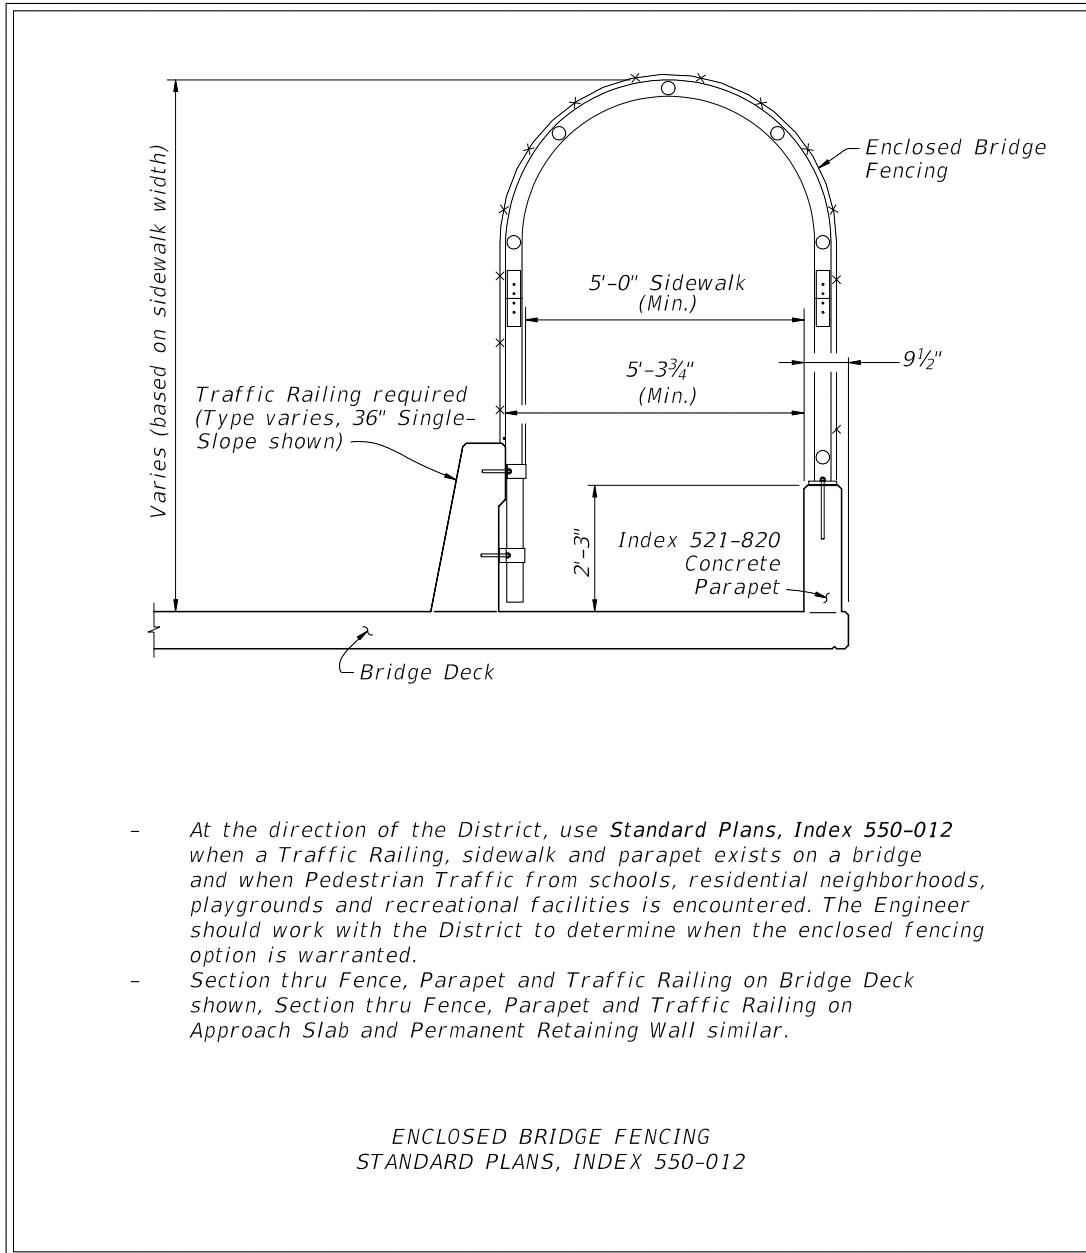 Varies (based on sidewalk width)
Enclosed Bridge
Fencing
5'-0" Sidewalk
(Min.)
5'-3¾"
(Min.)
9½"
Traffic Railing required
(Type varies, 36" Single-
Slope shown)
2'-3"
Index 521-820
Concrete
Parapet
Bridge Deck
- At the direction of the District, use Standard Plans, Index 550-012
when a Traffic Railing, sidewalk and parapet exists on a bridge
and when Pedestrian Traffic from schools, residential neighborhoods,
playgrounds and recreational facilities is encountered. The Engineer
should work with the District to determine when the enclosed fencing
option is warranted.
- Section thru Fence, Parapet and Traffic Railing on Bridge Deck
shown, Section thru Fence, Parapet and Traffic Railing on
Approach Slab and Permanent Retaining Wall similar.
ENCLOSED BRIDGE FENCING
STANDARD PLANS, INDEX 550-012